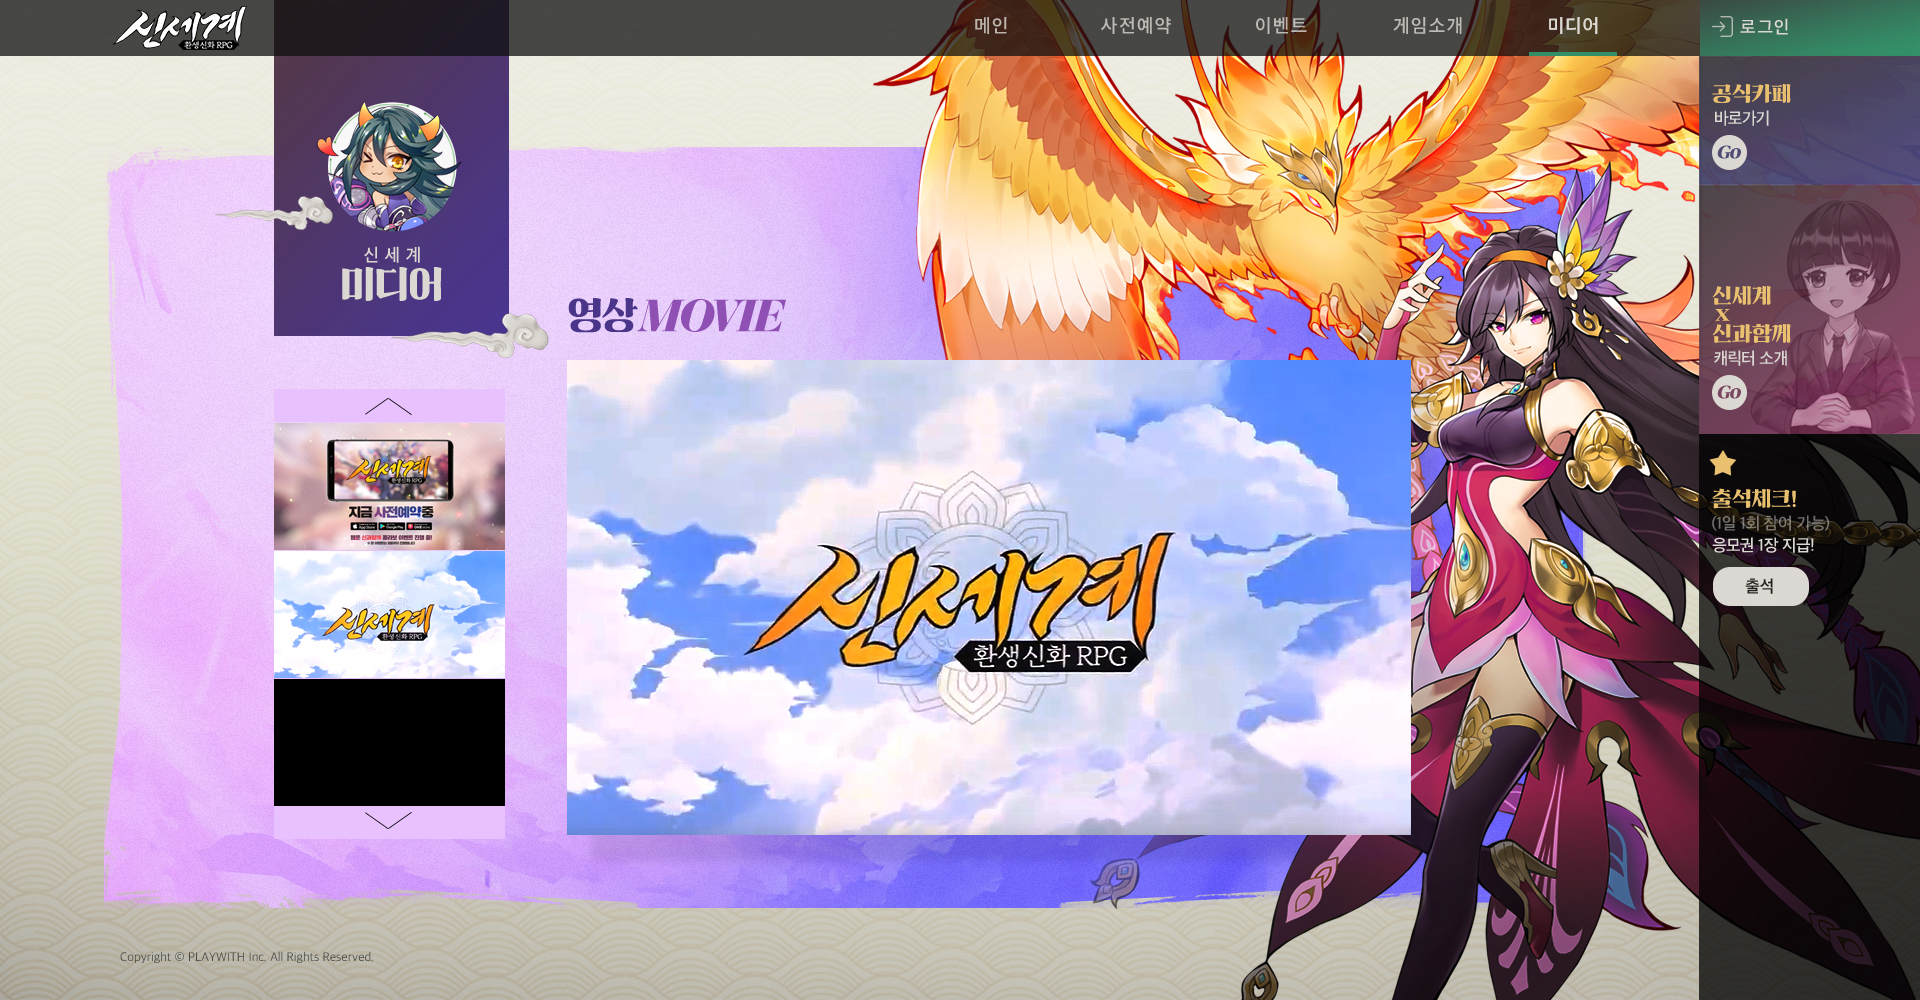 신세계
환생신화 RPG
메인
사전예약
이벤트
게임소개
미디어
로그인
신세계
미디어
영상 MOVIE
신세계
환생신화 RPG
지금 사전예약중
신세계
환생신화 RPG
신세계
환생신화 RPG
공식카페
바로가기
Go
신세계
X
신과함께
캐릭터 소개
Go
출석체크!
(1일 1회 참여 가능)
응모권 1장 지급!
출석
Copyright © PLAYWITH Inc. All Rights Reserved.